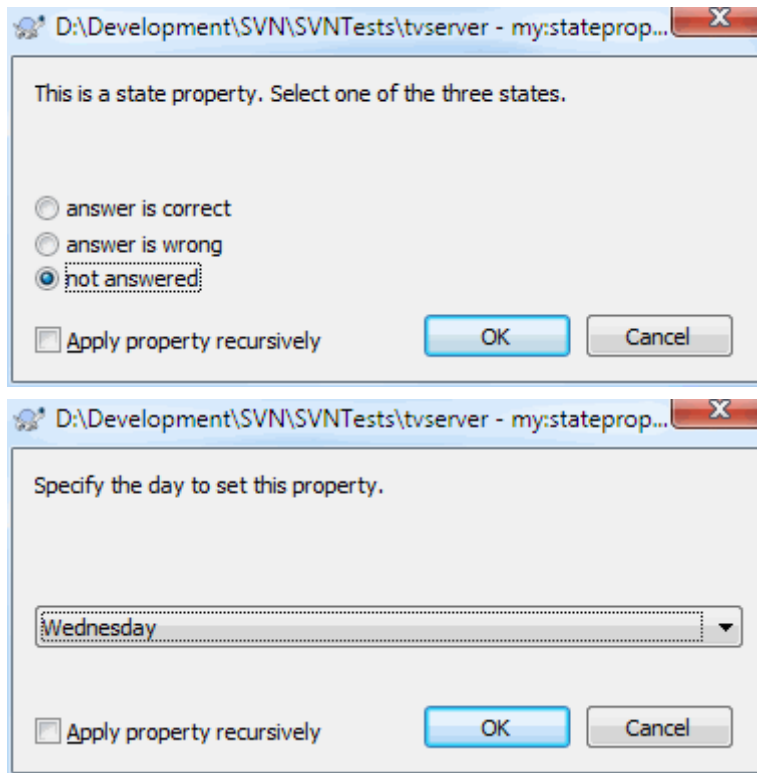 D:\Development\SVN\SVNTests\tvserver - my:stateprop...
This is a state property. Select one of the three states.
answer is correct
answer is wrong
not answered
Apply property recursively OK Cancel
D:\Development\SVN\SVNTests\tvserver - my:stateprop...
Specify the day to set this property.
Wednesday
Apply property recursively OK Cancel